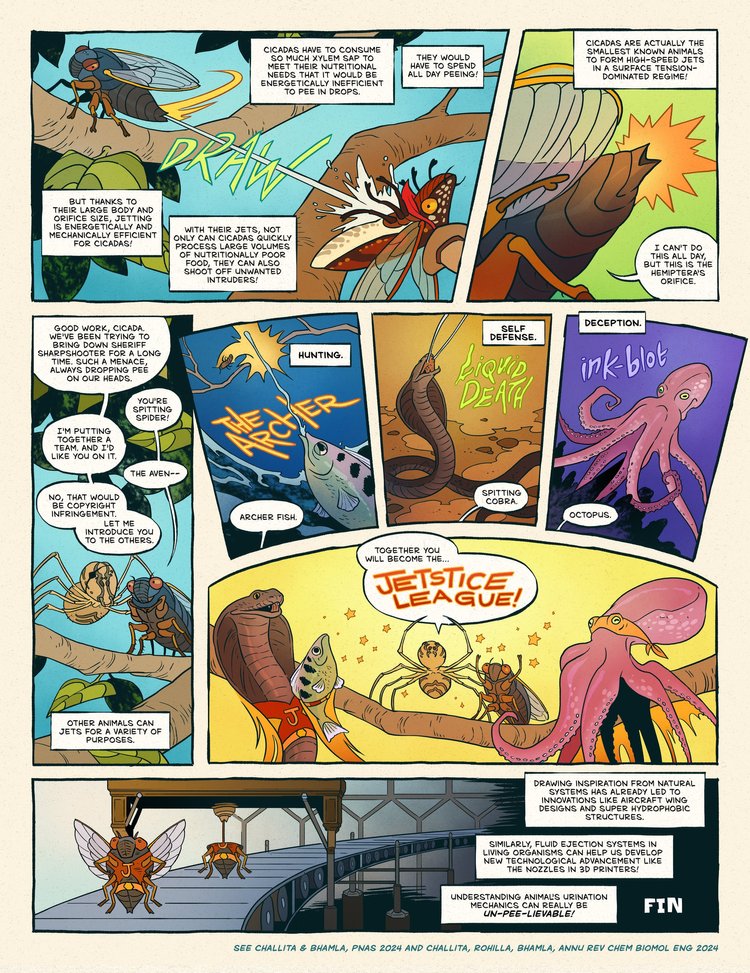 CICADAS HAVE TO CONSUME
SO MUCH XYLEM SAP TO
MEET THEIR NUTRITIONAL
NEEDS THAT IT WOULD BE
ENERGETICALLY INEFFICIENT
TO PEE IN DROPS.
THEY WOULD
HAVE TO SPEND
ALL DAY PEEING!
DRAW
BUT THANKS TO
THEIR LARGE BODY AND
ORIFICE SIZE, JETTING
IS ENERGETICALLY AND
MECHANICALLY EFFICIENT
FOR CICADAS!
WITH THEIR JETS, NOT
ONLY CAN CICADAS QUICKLY
PROCESS LARGE VOLUMES
OF NUTRITIONALLY POOR
FOOD, THEY CAN ALSO
SHOOT OFF UNWANTED
INTRUDERS!
CICADAS ARE ACTUALLY THE
SMALLEST KNOWN ANIMALS
TO FORM HIGH-SPEED JETS
IN A SURFACE TENSION-
DOMINATED REGIME!
I CAN'T DO
THIS ALL DAY,
BUT THIS IS THE
HEMIPTERA'S
ORIFICE.
GOOD WORK, CICADA.
WE'VE BEEN TRYING TO
BRING DOWN SHERIFF
SHARPSHOOTER FOR A LONG
TIME. SUCH A MENACE,
ALWAYS DROPPING PEE
ON OUR HEADS.
YOU'RE
SPITTING
SPIDER!
I'M PUTTING
TOGETHER A
TEAM. AND I'D
LIKE YOU ON IT.
THE AVEN--
NO, THAT WOULD
BE COPYRIGHT
INFRINGEMENT.
LET ME
INTRODUCE YOU
TO THE OTHERS.
OTHER ANIMALS CAN
JETS FOR A VARIETY OF
PURPOSES.
HUNTING.
THE
ARCHER
ARCHER FISH.
SELF
DEFENSE.
LIQUID
DEATH
SPITTING
COBRA.
DECEPTION.
ink-blot
OCTOPUS.
TOGETHER YOU
WILL BECOME THE...
JETSTICE
LEAGUE!
J
DRAWING INSPIRATION FROM NATURAL
SYSTEMS HAS ALREADY LED TO
INNOVATIONS LIKE AIRCRAFT WING
DESIGNS AND SUPER HYDROPHOBIC
STRUCTURES.
SIMILARLY, FLUID EJECTION SYSTEMS IN
LIVING ORGANISMS CAN HELP US DEVELOP
NEW TECHNOLOGICAL ADVANCEMENT LIKE
THE NOZZLES IN 3D PRINTERS!
UNDERSTANDING ANIMAL'S URINATION
MECHANICS CAN REALLY BE
UN-PEE-LIEVABLE!
FIN
J
J
SEE CHALLITA & BHAMLA, PNAS 2024 AND CHALLITA, ROHILLA, BHAMLA, ANNU REV CHEM BIOMOL ENG 2024